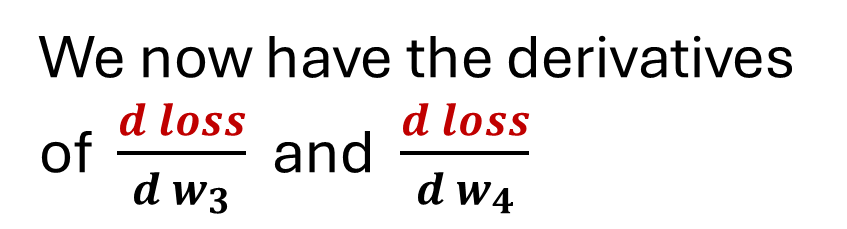 We now have the derivatives
of d loss / d w₃ and d loss / d w₄